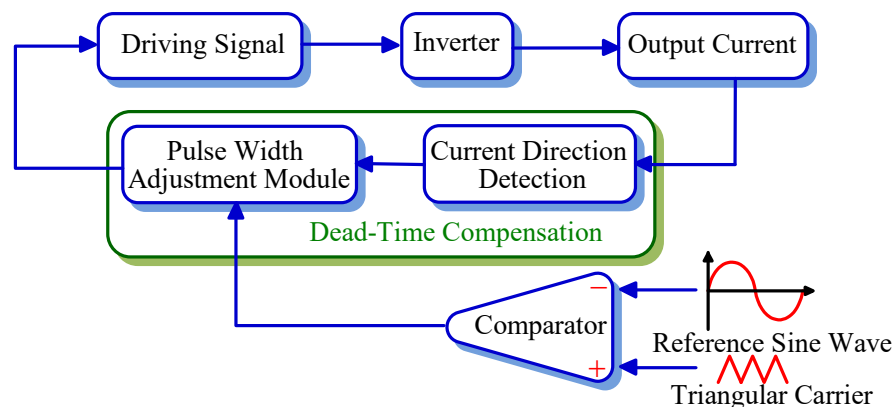 Driving Signal
Inverter
Output Current
Pulse Width
Adjustment Module
Current Direction
Detection
Dead-Time Compensation
Comparator
−
+
Reference Sine Wave
Triangular Carrier